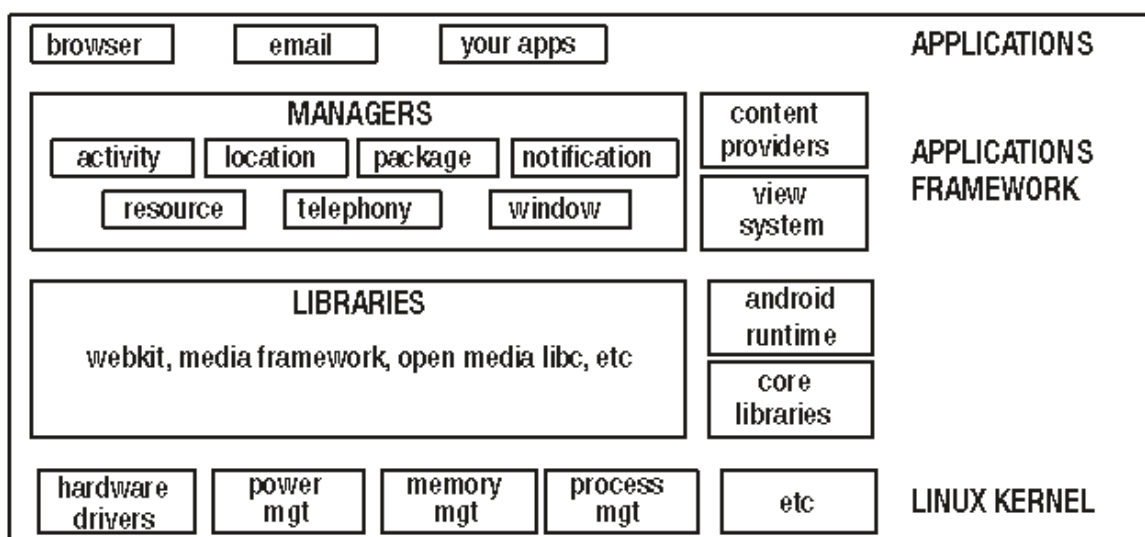 browser email your apps APPLICATIONS
MANAGERS
activity location package notification
resource telephony window
content
providers
view
system
APPLICATIONS
FRAMEWORK
LIBRARIES
webkit, media framework, open media libc, etc
android
runtime
core
libraries
hardware
drivers
power
mgt
memory
mgt
process
mgt
etc
LINUX KERNEL